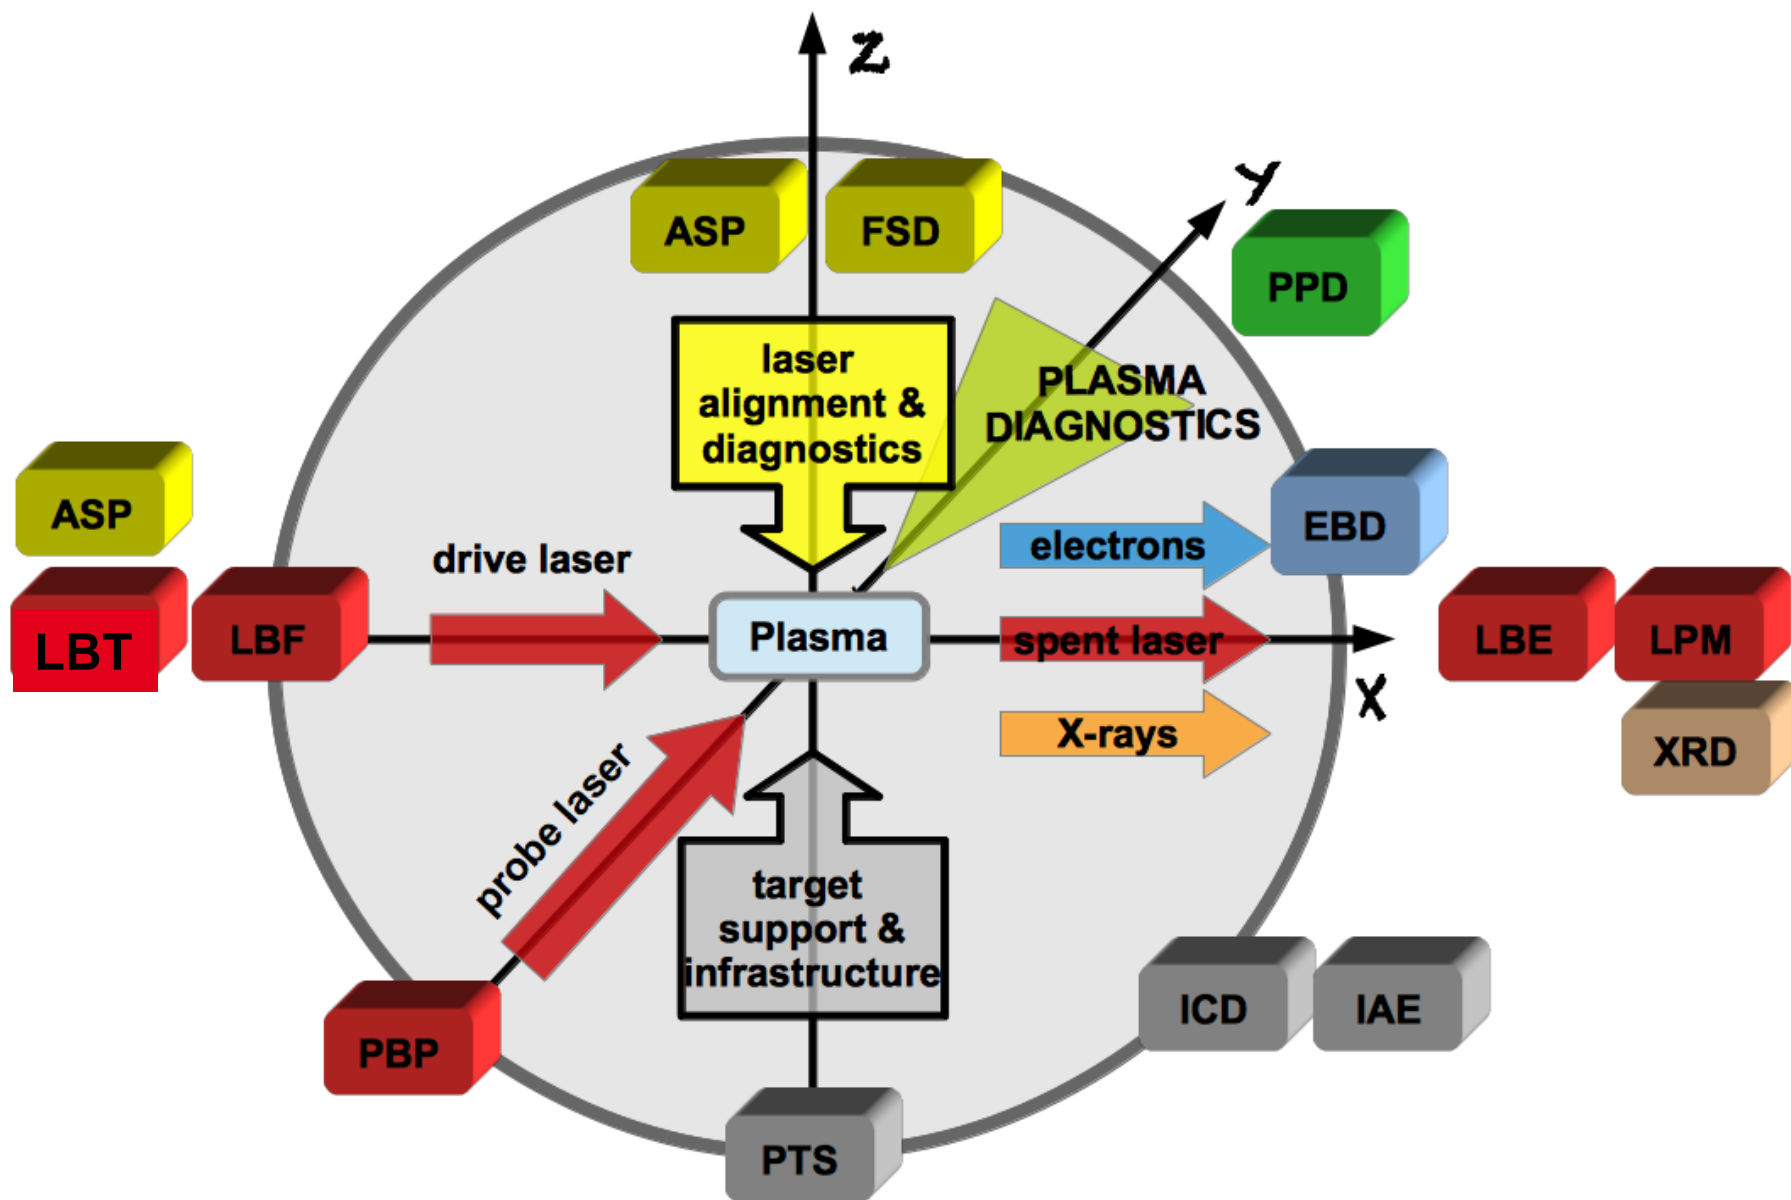 Z
Y
ASP
FSD
PPD
laser
alignment &
diagnostics
PLASMA
DIAGNOSTICS
ASP
drive laser
electrons
EBD
LBT
LBF
Plasma
spent laser
X
LBE
LPM
X-rays
XRD
probe laser
target
support &
infrastructure
PBP
ICD
IAE
PTS